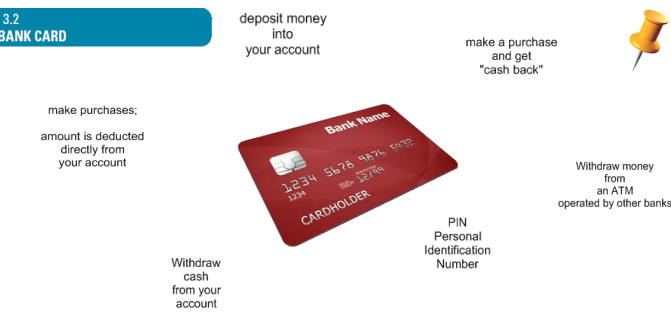 3.2
BANK CARD
deposit money
into
your account
make a purchase
and get
"cash back"
make purchases;
amount is deducted
directly from
your account
Bank Name
1234 5678 9876 5432
1234
12/99
CARDHOLDER
Withdraw money
from
an ATM
operated by other banks
PIN
Personal
Identification
Number
Withdraw
cash
from your
account